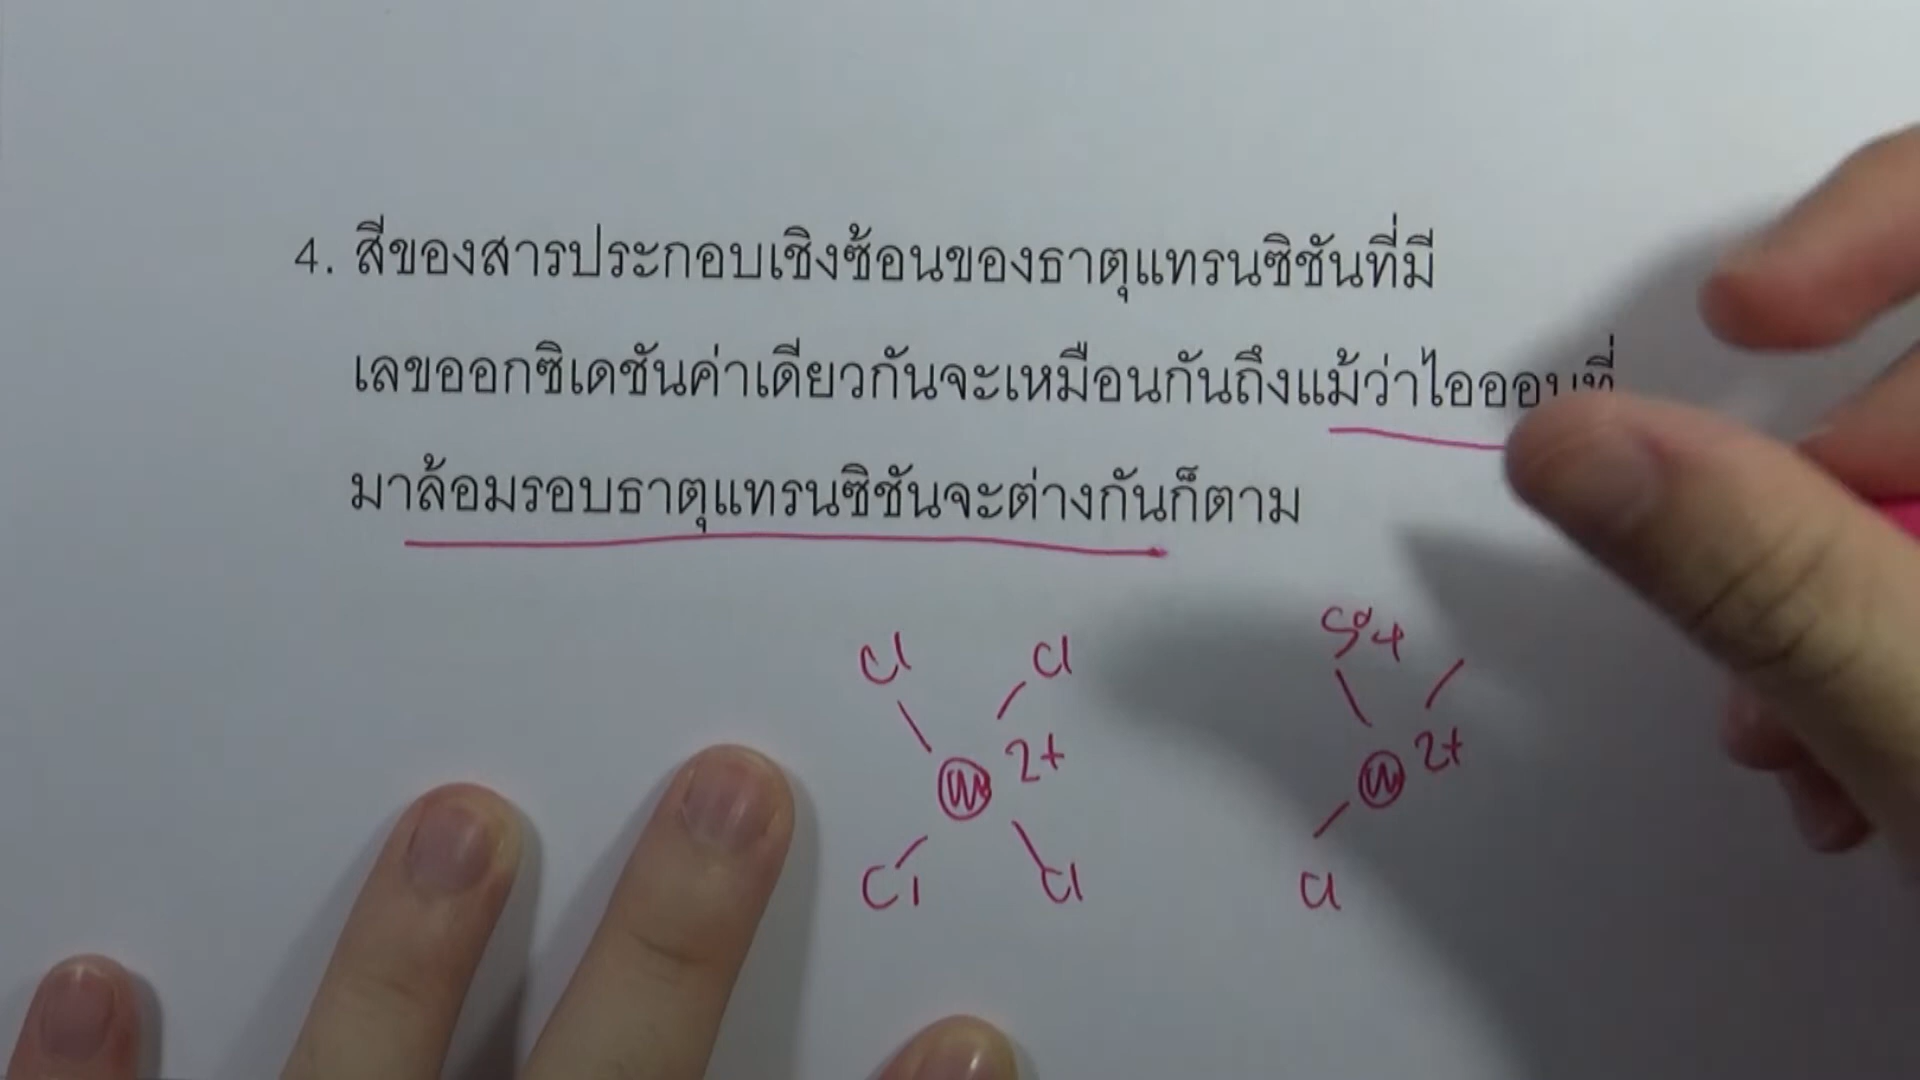 4. สีของสารประกอบเชิงซ้อนของธาตุแทรนซิชันที่มี
เลขออกซิเดชันค่าเดียวกันจะเหมือนกันถึงแม้ว่าไอออนที่
มาล้อมรอบธาตุแทรนซิชันจะต่างกันก็ตาม
Cl Cl SO4
2+ 2+
Cl Cl Cl